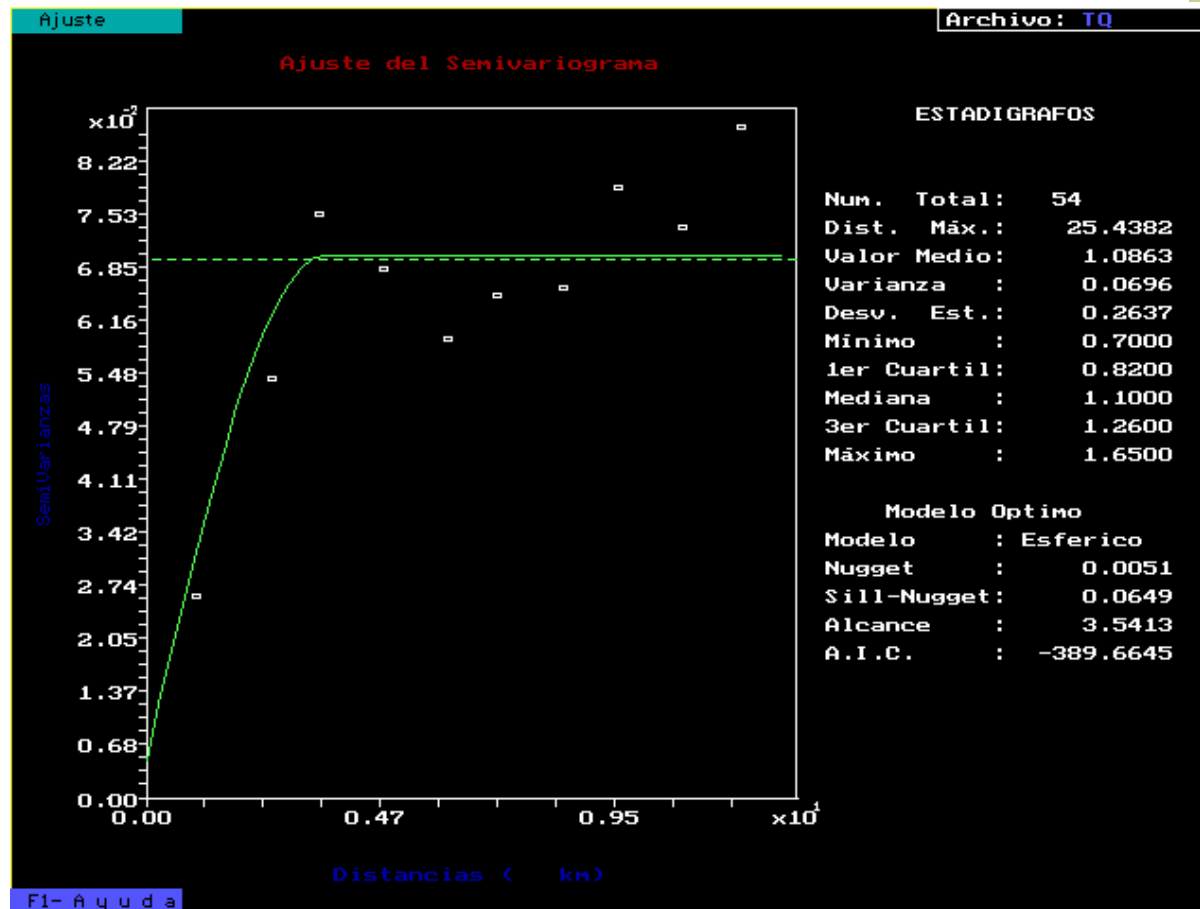 Ajuste
Archivo: TQ
Ajuste del Semivariograma
x10^-2
8.22
7.53
6.85
6.16
5.48
4.79
4.11
3.42
2.74
2.05
1.37
0.68
0.00
SemiVarianzas
0.00 0.47 0.95 x10^1
Distancias ( km)
ESTADIGRAFOS
Num. Total: 54
Dist. Máx.: 25.4382
Valor Medio: 1.0863
Varianza : 0.0696
Desv. Est.: 0.2637
Mínimo : 0.7000
1er Cuartil: 0.8200
Mediana : 1.1000
3er Cuartil: 1.2600
Máximo : 1.6500
Modelo Optimo
Modelo : Esferico
Nugget : 0.0051
Sill-Nugget: 0.0649
Alcance : 3.5413
A.I.C. : -389.6645
F1- A y u d a